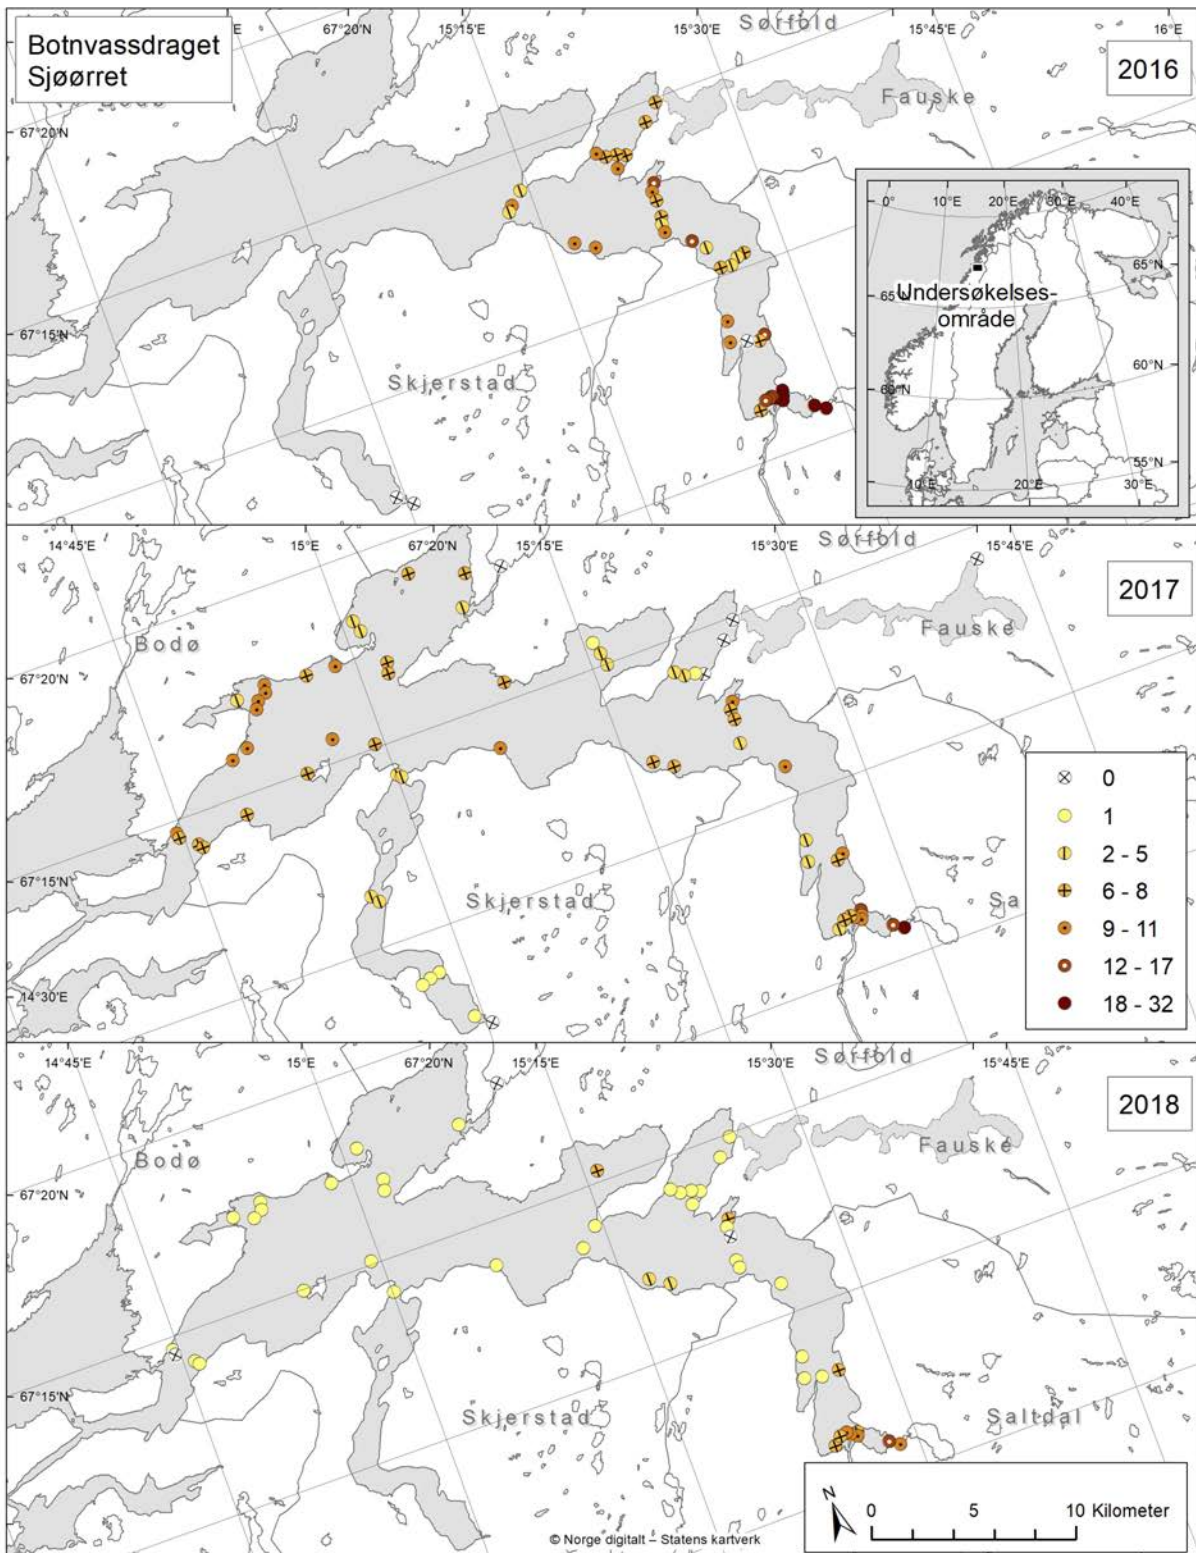 Botnvassdraget
Sjøørret
67°20'N
15°15'E
15°30'E
Sørfold
15°45'E
16°E
2016
Bodø
Fauske
67°20'N
67°15'N
Skjerstad
0°
10°E
20°E
30°E
40°E
65°N
65°N
Undersøkelses-
område
60°N
60°N
55°N
10°E
20°E
30°E
14°45'E
15°E
67°20'N
15°15'E
15°30'E
Sørfold
15°45'E
2017
Bodø
Fauske
67°20'N
67°15'N
Skjerstad
Sa
14°30'E
0
1
2 - 5
6 - 8
9 - 11
12 - 17
18 - 32
14°45'E
15°E
67°20'N
15°15'E
15°30'E
Sørfold
15°45'E
2018
Bodø
Fauske
67°20'N
67°15'N
Skjerstad
Saltdal
N
0 5 10 Kilometer
© Norge digitalt – Statens kartverk